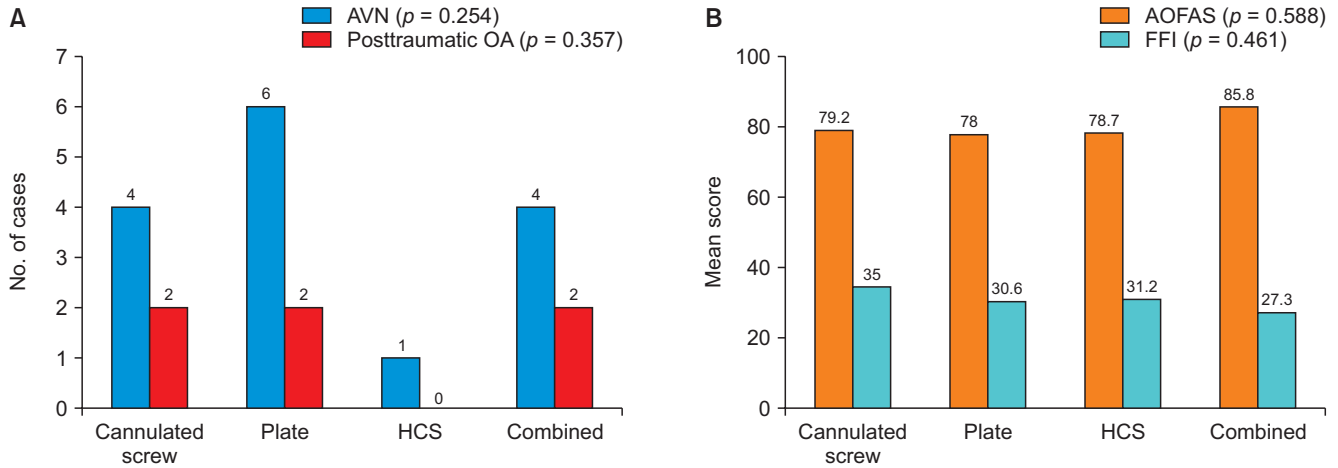 A
AVN (p = 0.254)
Posttraumatic OA (p = 0.357)
No. of cases
7
6
5
4
3
2
1
0
4
2
6
2
1
0
4
2
Cannulated
screw
Plate
HCS
Combined
B
AOFAS (p = 0.588)
FFI (p = 0.461)
Mean score
100
80
60
40
20
0
79.2
35
78
30.6
78.7
31.2
85.8
27.3
Cannulated
screw
Plate
HCS
Combined